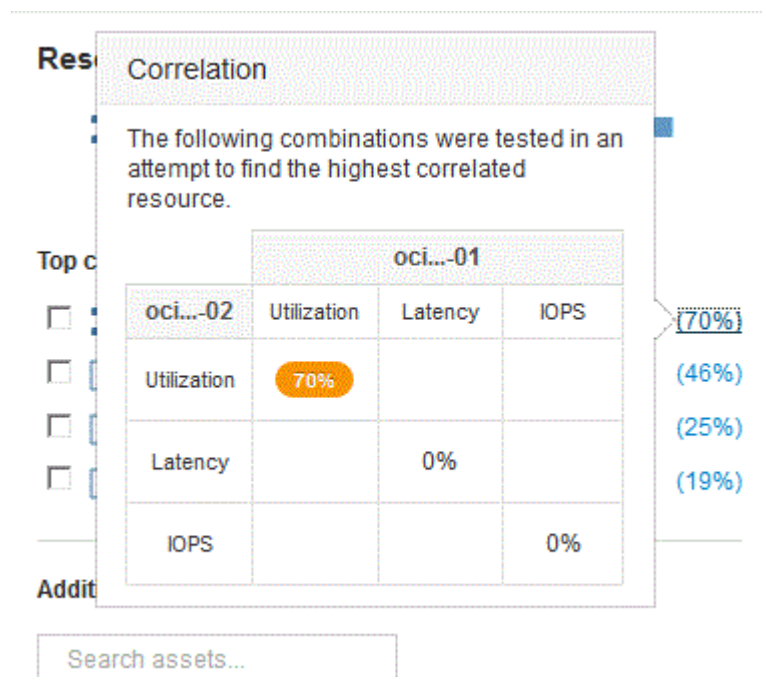 Res
Correlation
The following combinations were tested in an
attempt to find the highest correlated
resource.
Top c
oci...-01
oci...-02 Utilization Latency IOPS
(70%)
Utilization 70%
(46%)
(25%)
Latency 0%
(19%)
IOPS 0%
Addit
Search assets...